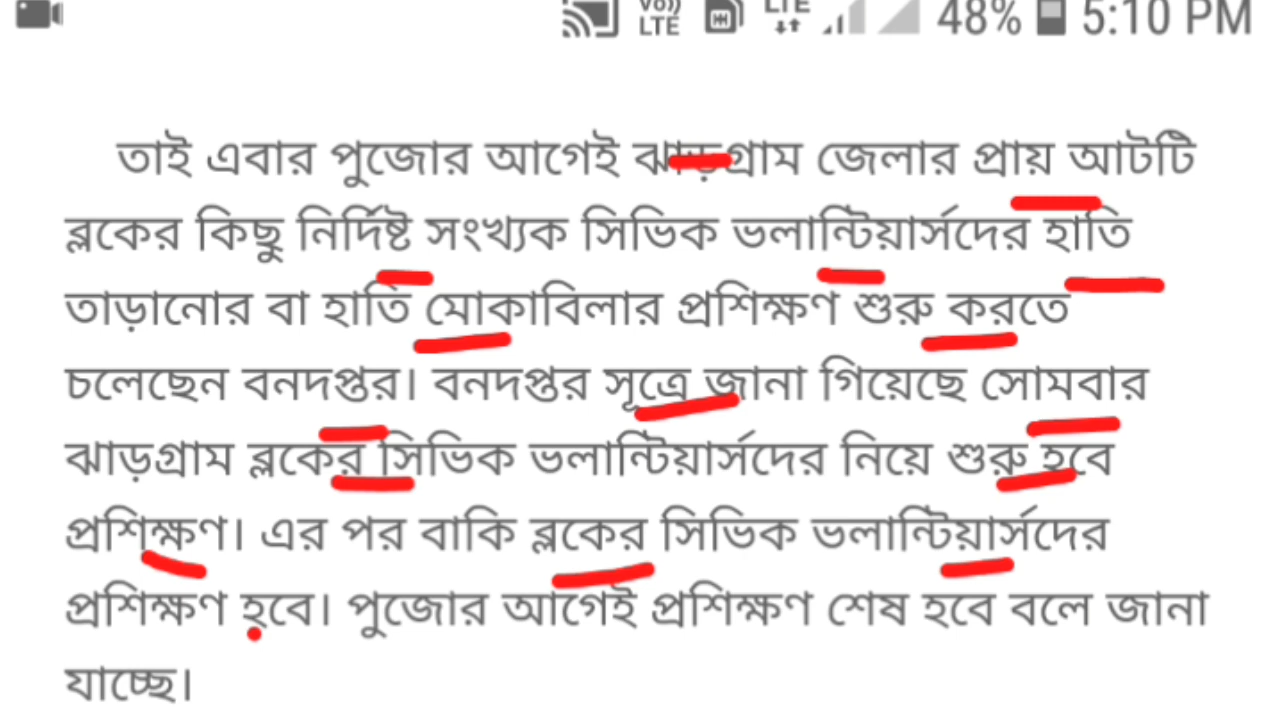 VoLTE LTE 48% 5:10 PM
তাই এবার পুজোর আগেই ঝাড়গ্রাম জেলার প্রায় আটটি
ব্লকের কিছু নির্দিষ্ট সংখ্যক সিভিক ভলান্টিয়ার্সদের হাতি
তাড়ানোর বা হাতি মোকাবিলার প্রশিক্ষণ শুরু করতে
চলেছেন বনদপ্তর। বনদপ্তর সূত্রে জানা গিয়েছে সোমবার
ঝাড়গ্রাম ব্লকের সিভিক ভলান্টিয়ার্সদের নিয়ে শুরু হবে
প্রশিক্ষণ। এর পর বাকি ব্লকের সিভিক ভলান্টিয়ার্সদের
প্রশিক্ষণ হবে। পুজোর আগেই প্রশিক্ষণ শেষ হবে বলে জানা
যাচ্ছে।